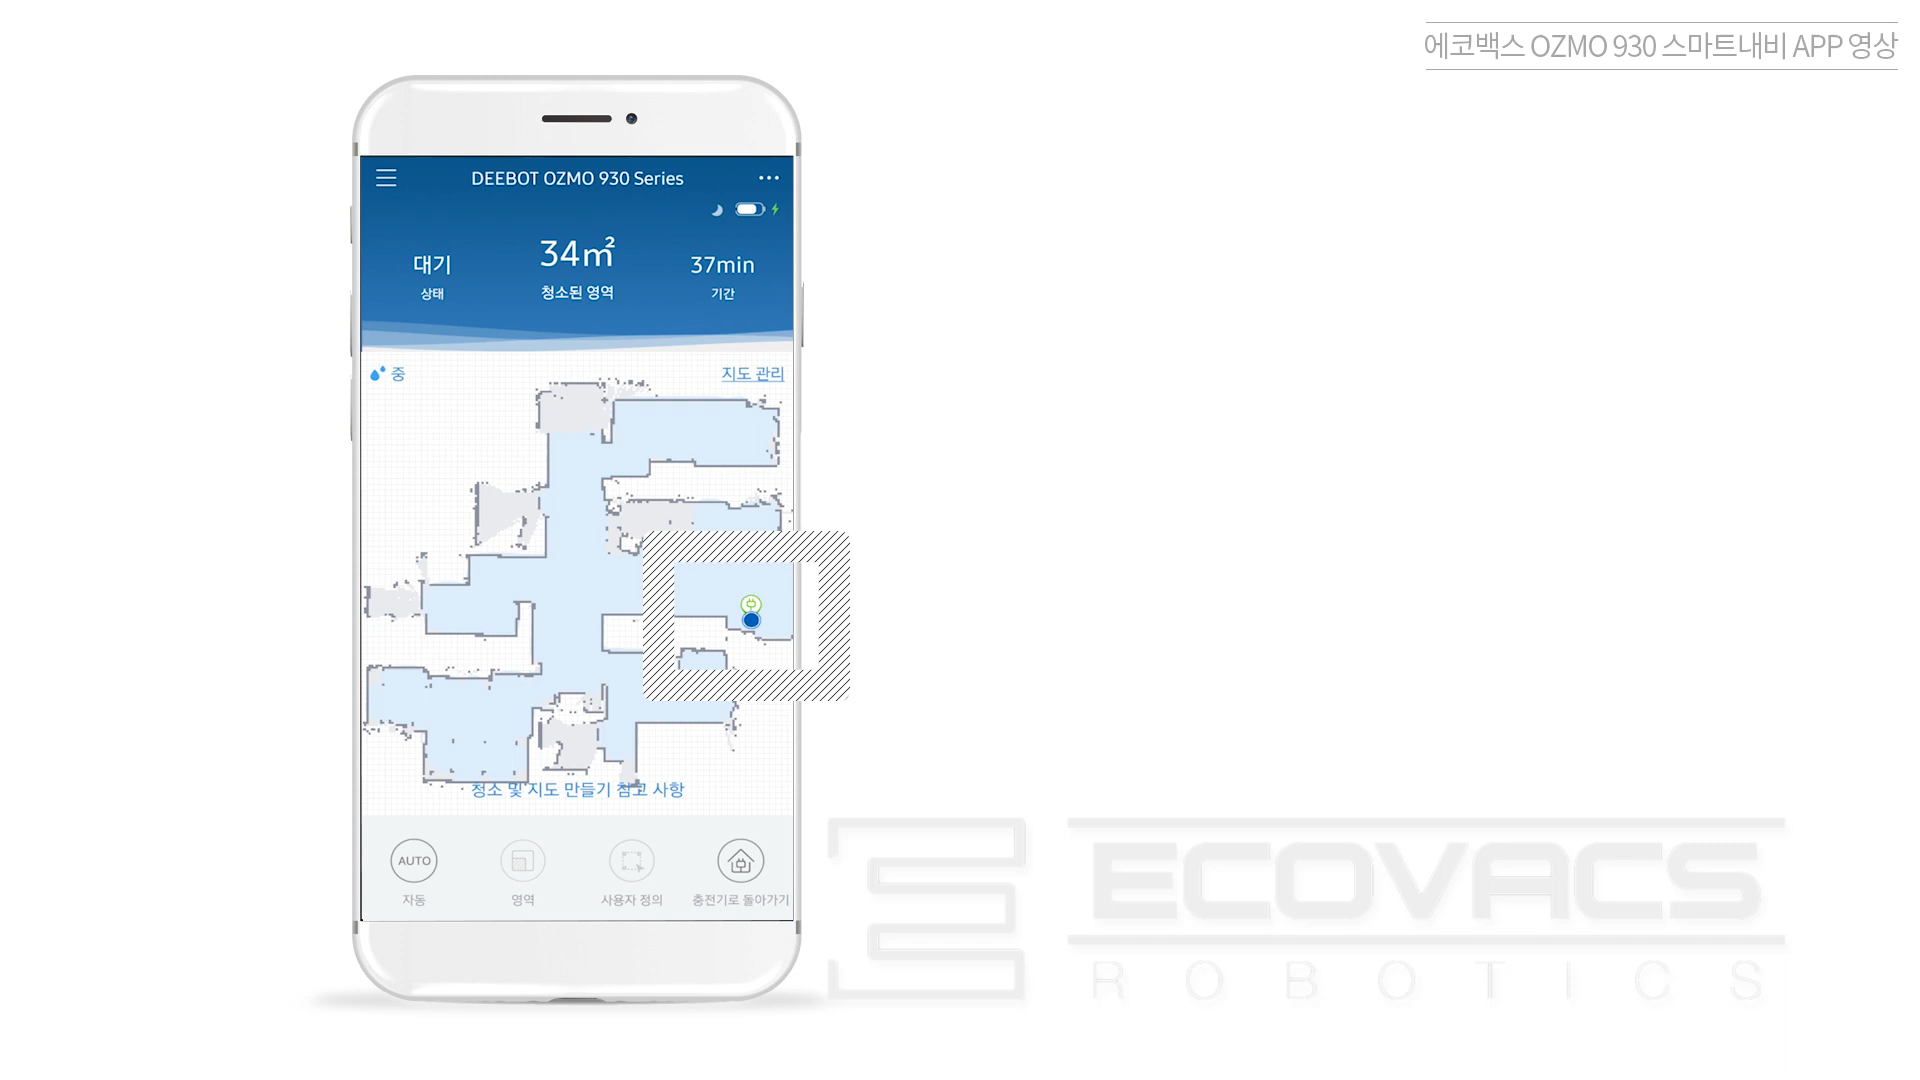 에코백스 OZMO 930 스마트내비 APP 영상
DEEBOT OZMO 930 Series
대기
34㎡
37min
상태
청소된 영역
기간
중
지도 관리
청소 및 지도 만들기 참고 사항
AUTO
자동
영역
사용자 정의
충전기로 돌아가기
ECOVACS
ROBOTICS